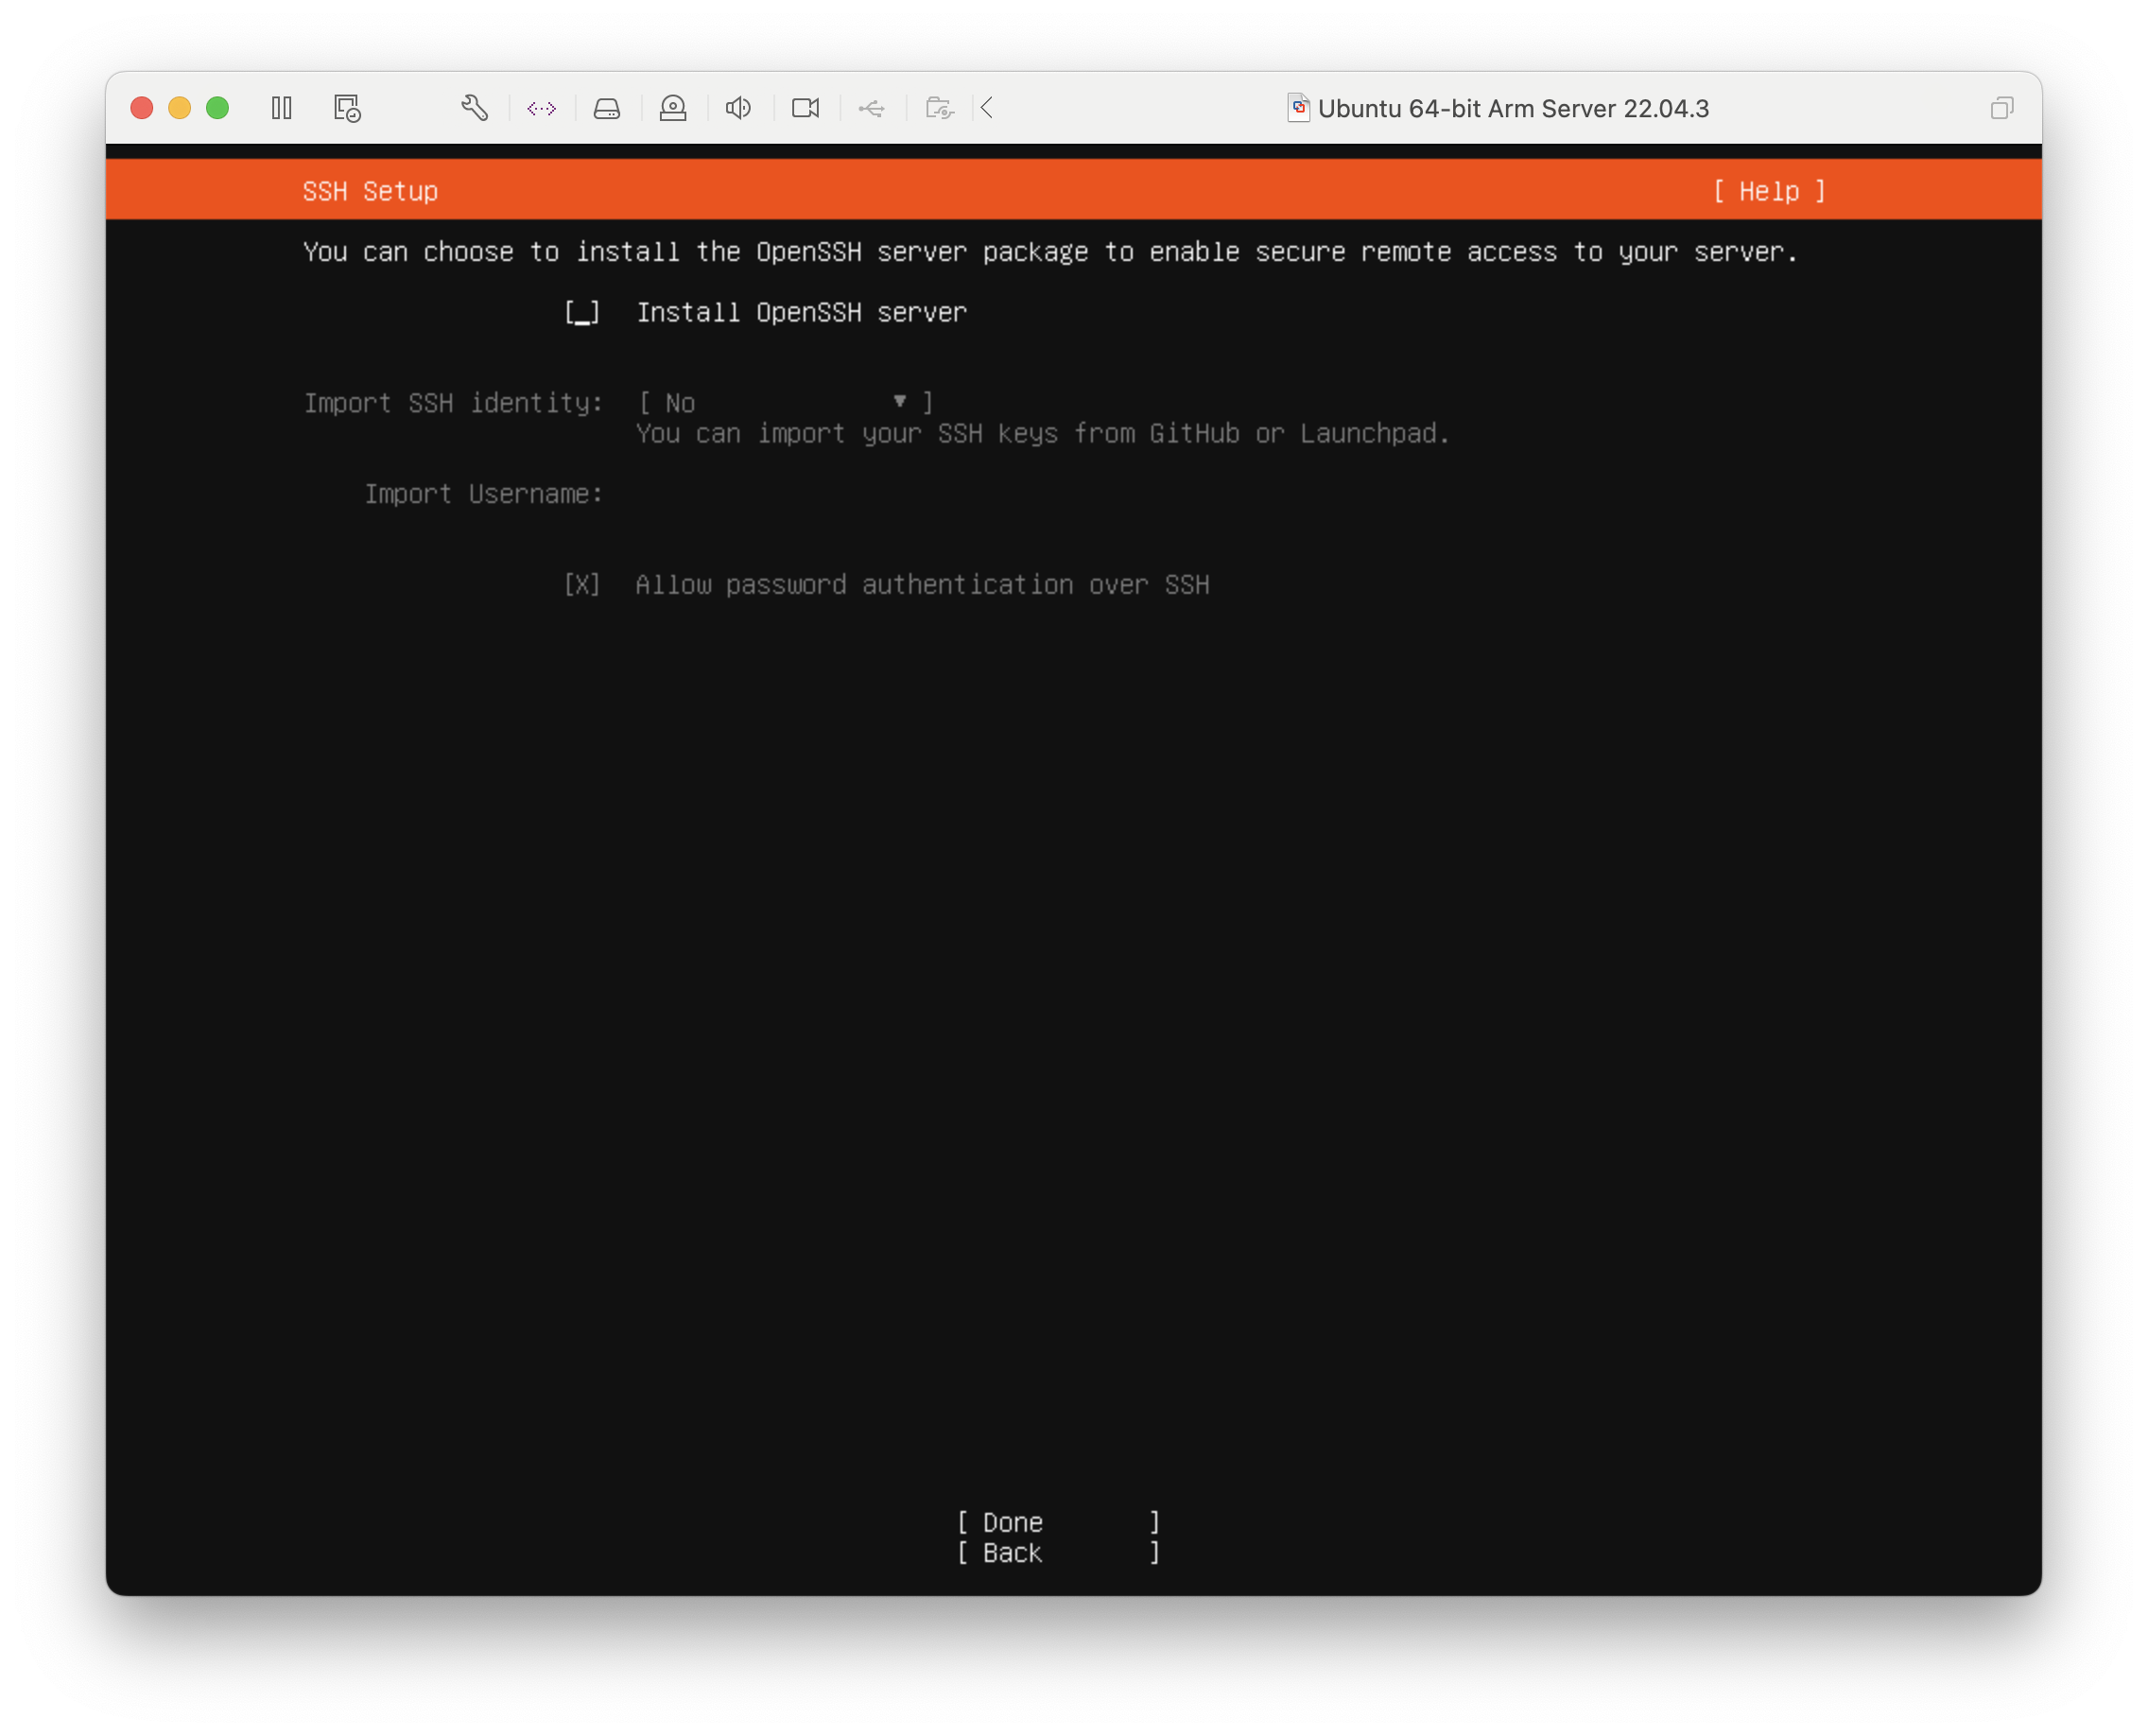 Ubuntu 64-bit Arm Server 22.04.3
SSH Setup [ Help ]
You can choose to install the OpenSSH server package to enable secure remote access to your server.
[_] Install OpenSSH server
Import SSH identity: [ No ▼ ]
You can import your SSH keys from GitHub or Launchpad.
Import Username:
[X] Allow password authentication over SSH
[ Done ]
[ Back ]